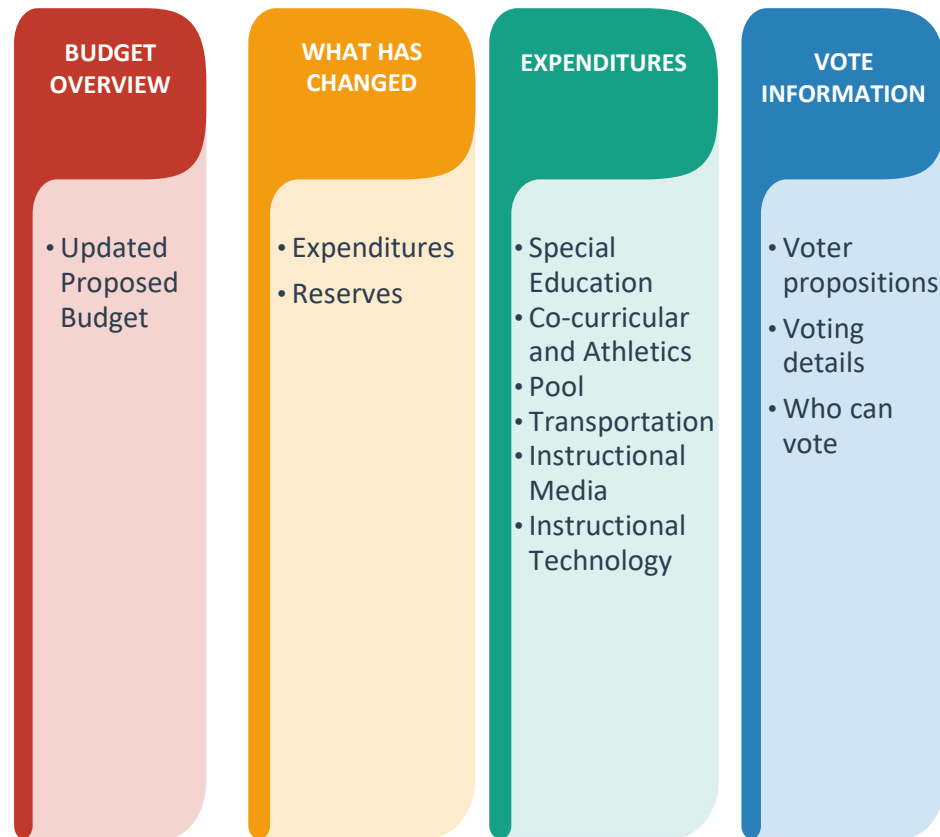 BUDGET
OVERVIEW
• Updated
Proposed
Budget
WHAT HAS
CHANGED
• Expenditures
• Reserves
EXPENDITURES
• Special
Education
• Co-curricular
and Athletics
• Pool
• Transportation
• Instructional
Media
• Instructional
Technology
VOTE
INFORMATION
• Voter
propositions
• Voting
details
• Who can
vote